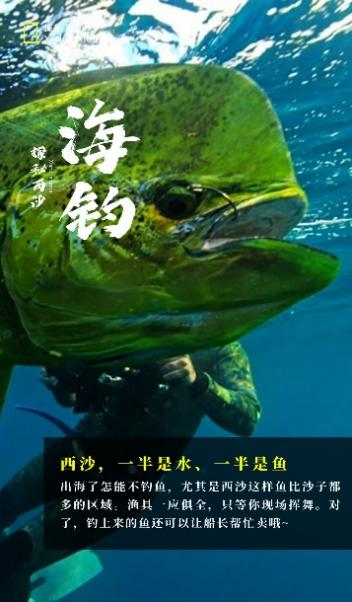 海钓
探秘西沙
西沙，一半是水、一半是鱼
出海了怎能不钓鱼，尤其是西沙这样鱼比沙子都
多的区域。渔具一应俱全，只等你现场挥舞。对
了，钓上来的鱼还可以让船长帮忙卖哦~